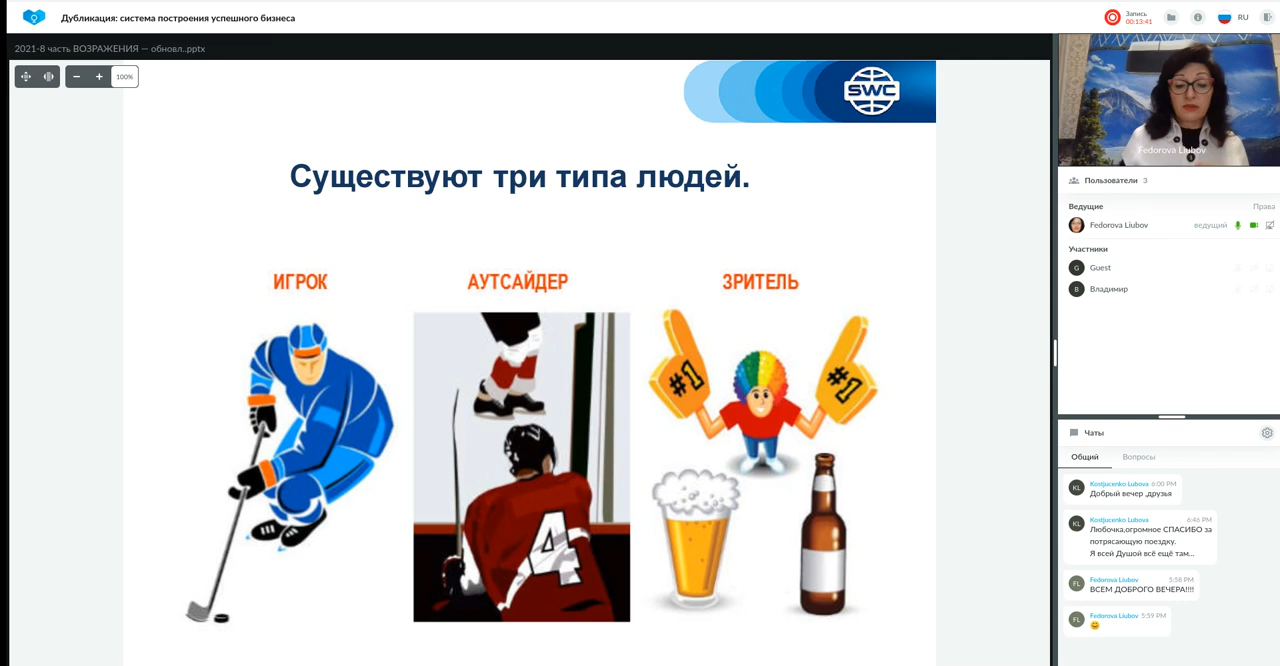 Дубликация: система построения успешного бизнеса
Запись
00:13:41
RU
2021-8 часть ВОЗРАЖЕНИЯ — обновл..pptx
100%
SWC
Существуют три типа людей.
ИГРОК
АУТСАЙДЕР
ЗРИТЕЛЬ
#1
#1
4
Fedorova Liubov
Пользователи 3
Ведущие
Права
Fedorova Liubov
ведущий
Участники
G
Guest
В
Владимир
Чаты
Общий
Вопросы
KL
Kostjucenko Lubova 6:00 PM
Добрый вечер ,друзья
KL
Kostjucenko Lubova 6:46 PM
Любочка,огромное СПАСИБО за
потрясающую поездку.
Я всей Душой всё ещё там...
FL
Fedorova Liubov 5:58 PM
ВСЕМ ДОБРОГО ВЕЧЕРА!!!!
FL
Fedorova Liubov 5:59 PM